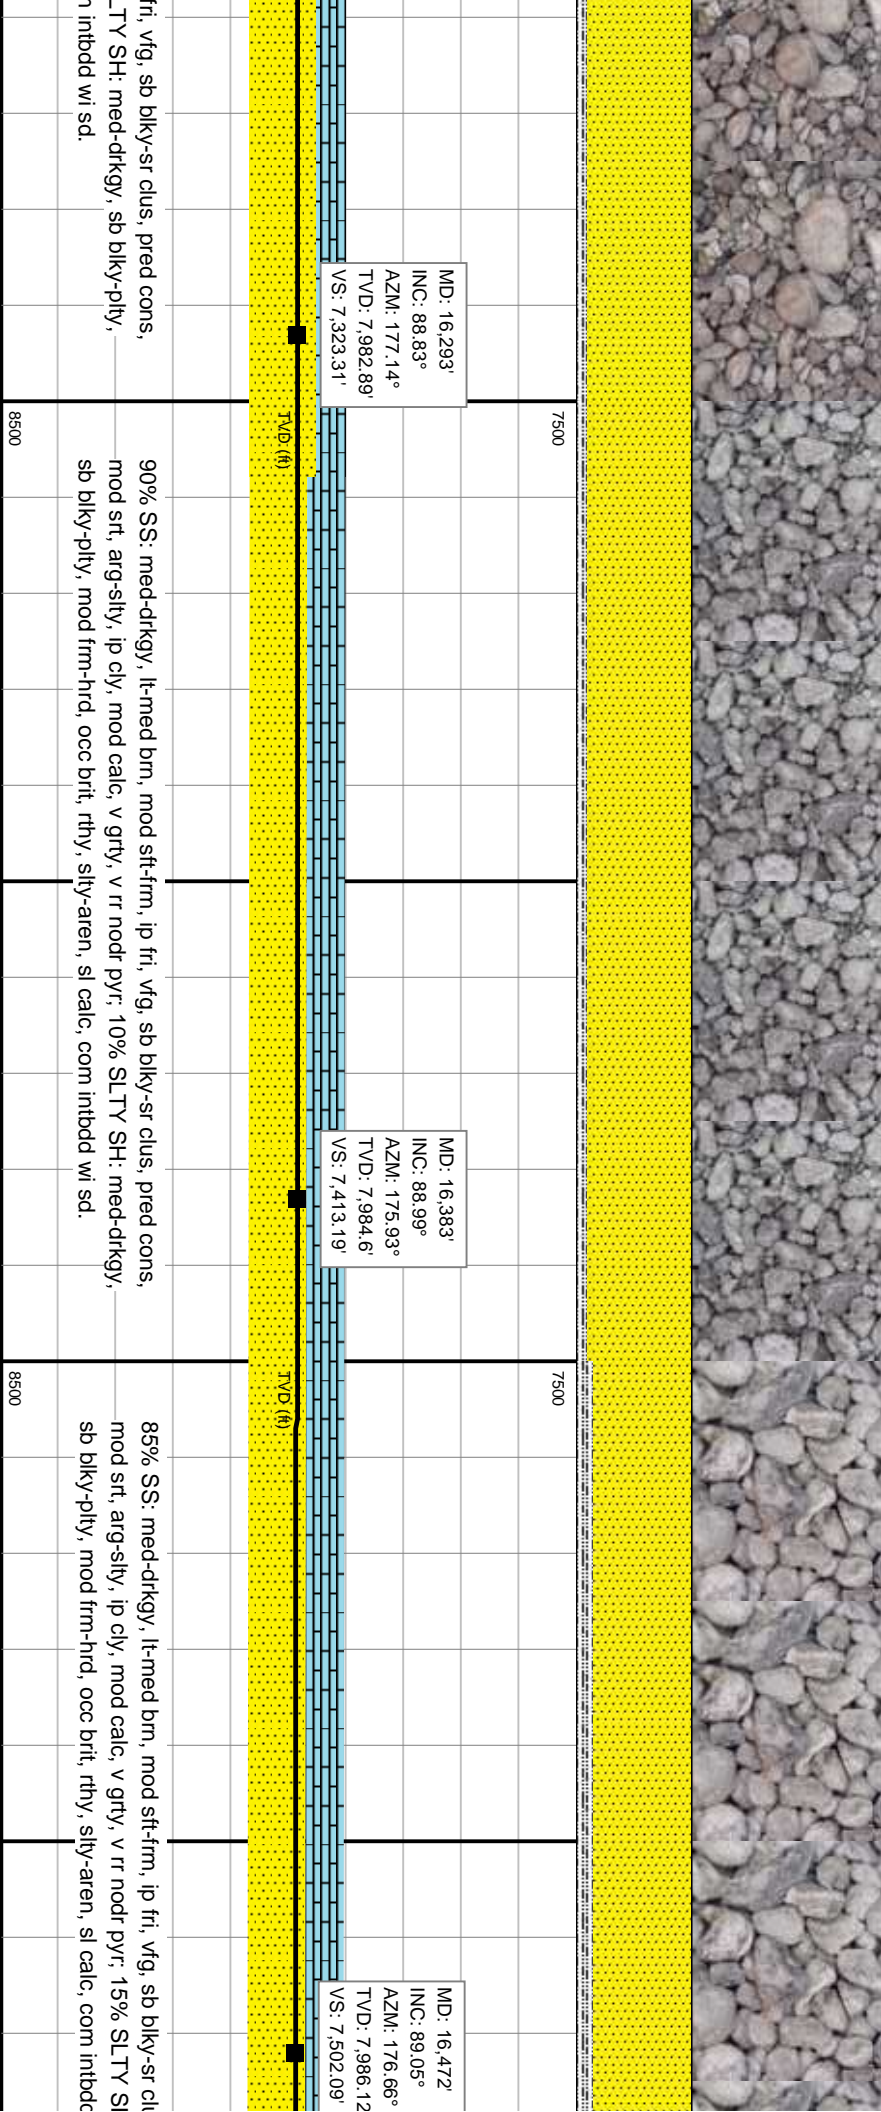 fri, vfg, sb blky-sr clus, pred cons,
LTY SH: med-drkgy, sb blky-plty,
intbdd wi sd.
MD: 16,293'
INC: 88.83°
AZM: 177.14°
TVD: 7,982.89'
VS: 7,323.31'
7500
TVD (ft)
8500
90% SS: med-drkgy, lt-med brn, mod sft-frm, ip fri, vfg, sb blky-sr clus, pred cons,
mod srt, arg-slty, ip cly, mod calc, v grty, v rr nodr pyr; 10% SLTY SH: med-drkgy,
sb blky-plty, mod frm-hrd, occ brit, rthy, slty-aren, sl calc, com intbdd wi sd.
MD: 16,383'
INC: 88.99°
AZM: 175.93°
TVD: 7,984.6'
VS: 7,413.19'
7500
TVD (ft)
8500
85% SS: med-drkgy, lt-med brn, mod sft-frm, ip fri, vfg, sb blky-sr clu
mod srt, arg-slty, ip cly, mod calc, v grty, v rr nodr pyr; 15% SLTY S
sb blky-plty, mod frm-hrd, occ brit, rthy, slty-aren, sl calc, com intbdd
MD: 16,472'
INC: 89.05°
AZM: 176.66°
TVD: 7,986.12
VS: 7,502.09'